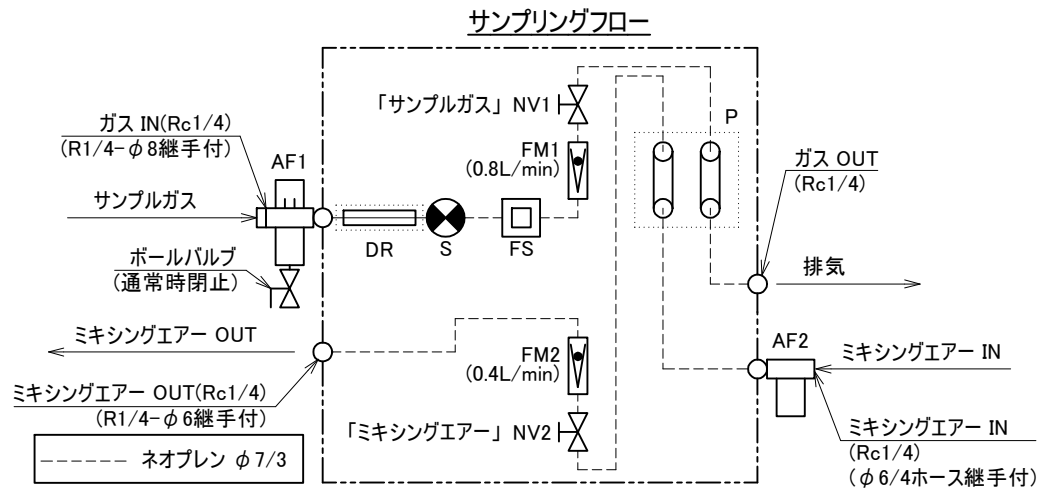 サンプリングフロー
「サンプルガス」 NV1
P
ガス IN(Rc1/4)
(R1/4-φ8継手付)
AF1
FM1
(0.8L/min)
ガス OUT
(Rc1/4)
サンプルガス
DR
S
FS
ボールバルブ
(通常時閉止)
排気
ミキシングエアー OUT
FM2
(0.4L/min)
AF2
ミキシングエアー IN
ミキシングエアー OUT(Rc1/4)
(R1/4-φ6継手付)
「ミキシングエアー」 NV2
ミキシングエアー IN
(Rc1/4)
(φ6/4ホース継手付)
ネオプレン φ7/3